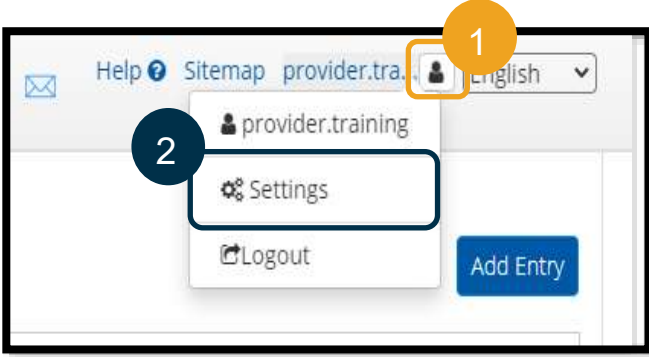 1
Help ? Sitemap provider.tra... English
2
provider.training
Settings
Logout
Add Entry